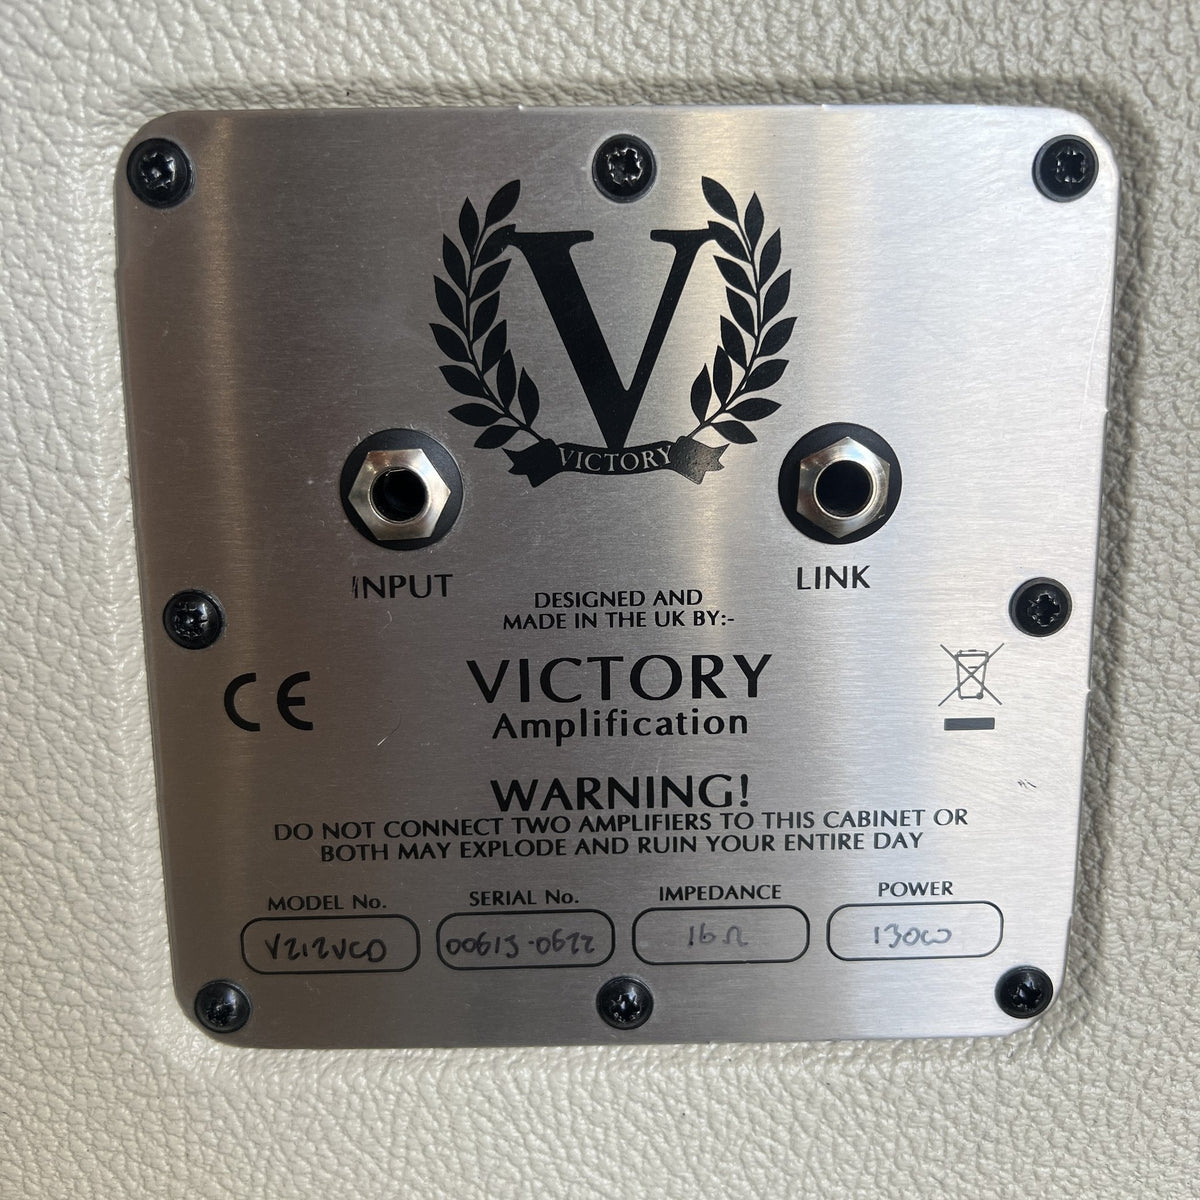 V
VICTORY
INPUT
LINK
DESIGNED AND
MADE IN THE UK BY:-
VICTORY
Amplification
CE
WARNING!
DO NOT CONNECT TWO AMPLIFIERS TO THIS CABINET OR
BOTH MAY EXPLODE AND RUIN YOUR ENTIRE DAY
MODEL No. SERIAL No. IMPEDANCE POWER
V212VCD 00613-0622 16Ω 130W